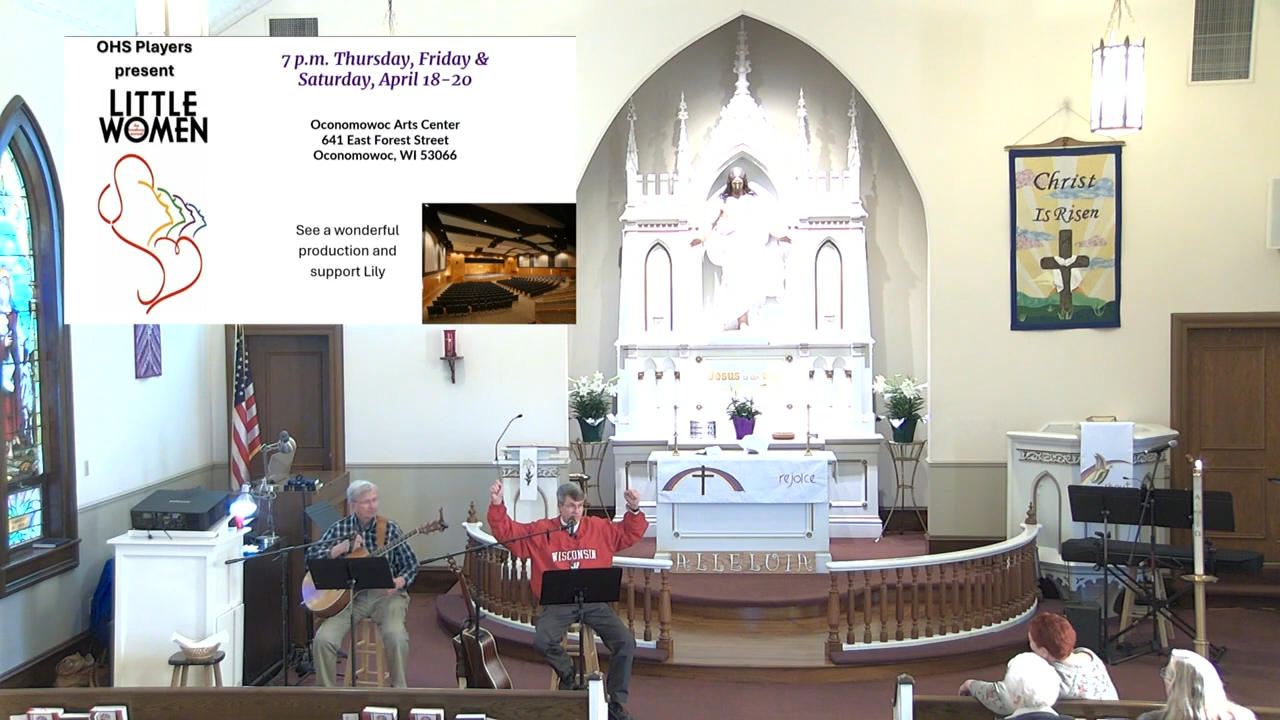 OHS Players
present
LITTLE
WOMEN
7 p.m. Thursday, Friday &
Saturday, April 18-20
Oconomowoc Arts Center
641 East Forest Street
Oconomowoc, WI 53066
See a wonderful
production and
support Lily
Christ
Is Risen
Jesus
rejoice
WISCONSIN
ALLELUIA